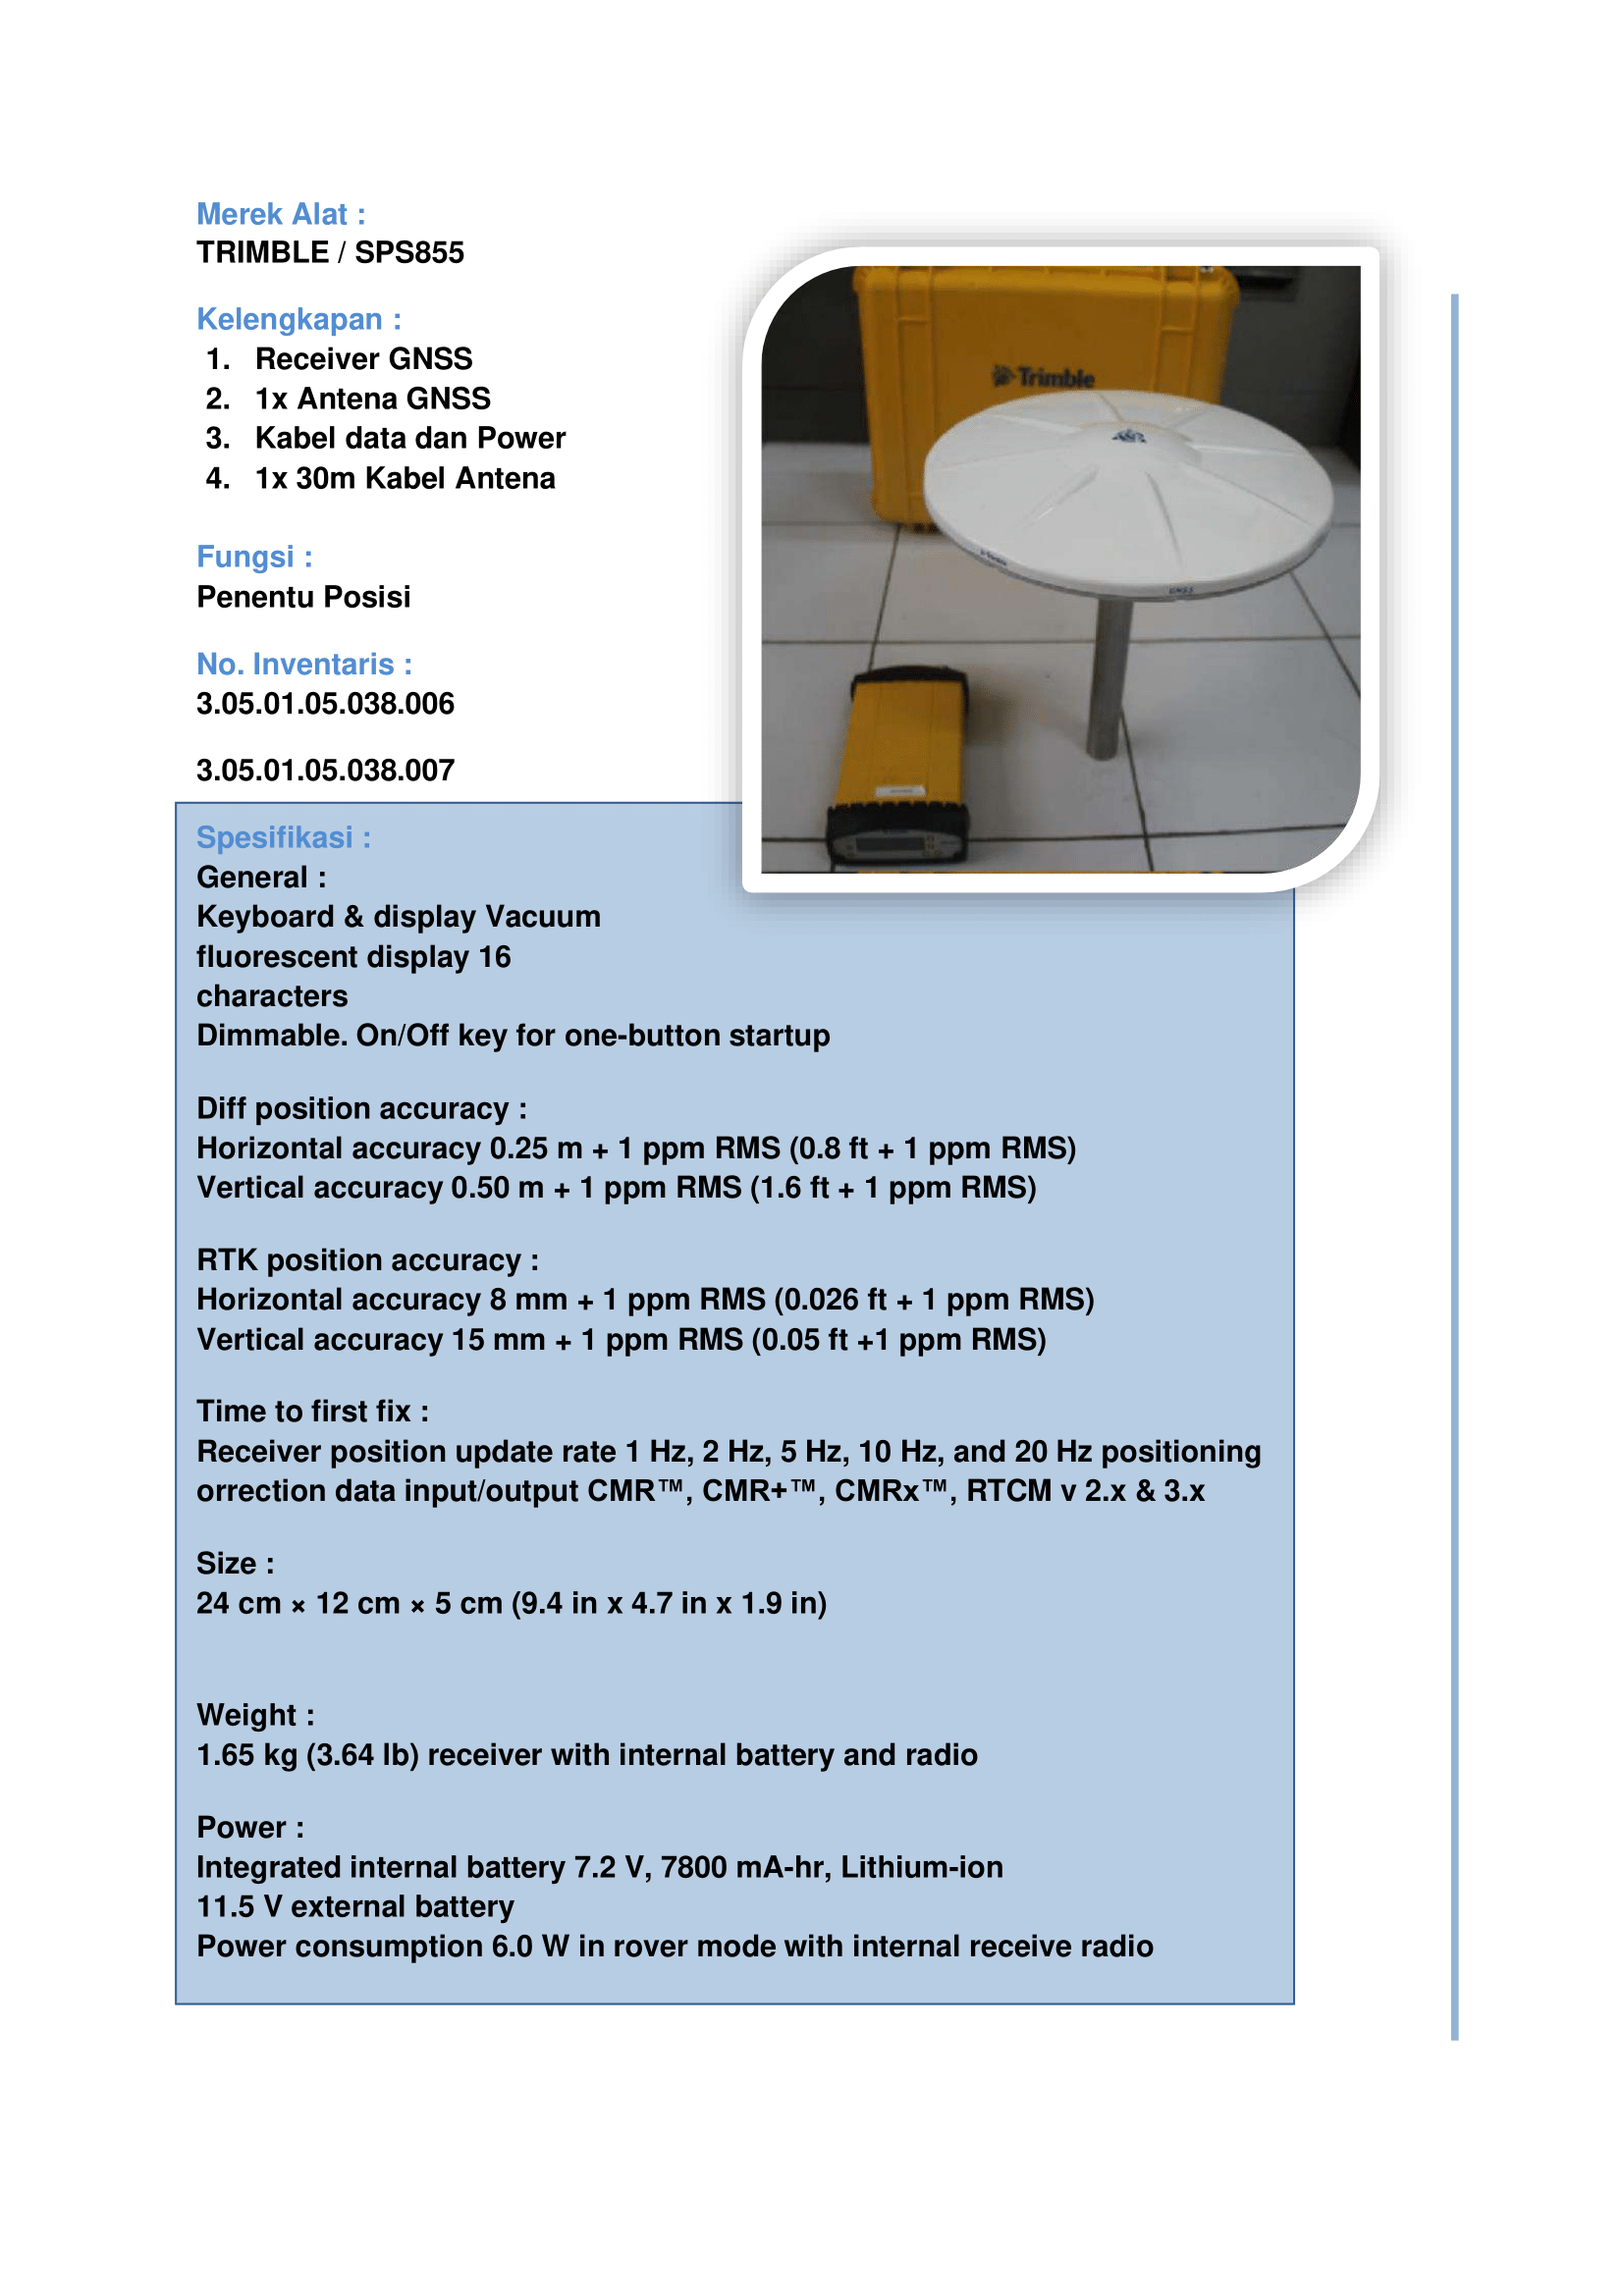 Merek Alat :
TRIMBLE / SPS855
Kelengkapan :
1. Receiver GNSS
2. 1x Antena GNSS
3. Kabel data dan Power
4. 1x 30m Kabel Antena
Fungsi :
Penentu Posisi
No. Inventaris :
3.05.01.05.038.006
3.05.01.05.038.007
Trimble
Spesifikasi :
General :
Keyboard & display Vacuum
fluorescent display 16
characters
Dimmable. On/Off key for one-button startup
Diff position accuracy :
Horizontal accuracy 0.25 m + 1 ppm RMS (0.8 ft + 1 ppm RMS)
Vertical accuracy 0.50 m + 1 ppm RMS (1.6 ft + 1 ppm RMS)
RTK position accuracy :
Horizontal accuracy 8 mm + 1 ppm RMS (0.026 ft + 1 ppm RMS)
Vertical accuracy 15 mm + 1 ppm RMS (0.05 ft +1 ppm RMS)
Time to first fix :
Receiver position update rate 1 Hz, 2 Hz, 5 Hz, 10 Hz, and 20 Hz positioning
orrection data input/output CMR™, CMR+™, CMRx™, RTCM v 2.x & 3.x
Size :
24 cm × 12 cm × 5 cm (9.4 in x 4.7 in x 1.9 in)
Weight :
1.65 kg (3.64 lb) receiver with internal battery and radio
Power :
Integrated internal battery 7.2 V, 7800 mA-hr, Lithium-ion
11.5 V external battery
Power consumption 6.0 W in rover mode with internal receive radio